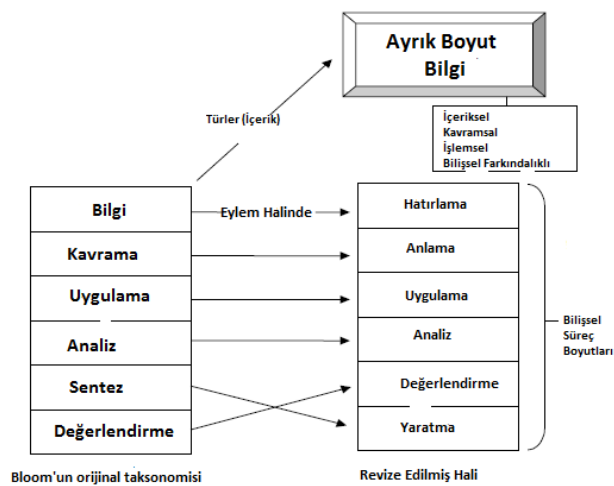 Ayrık Boyut
Bilgi
Türler (İçerik)
İçeriksel
Kavramsal
İşlemsel
Bilişsel Farkındalıklı
Bilgi
Eylem Halinde
Hatırlama
Kavrama
Anlama
Uygulama
Uygulama
Analiz
Analiz
Sentez
Değerlendirme
Değerlendirme
Yaratma
Bilişsel
Süreç
Boyutları
Bloom'un orijinal taksonomisi
Revize Edilmiş Hali